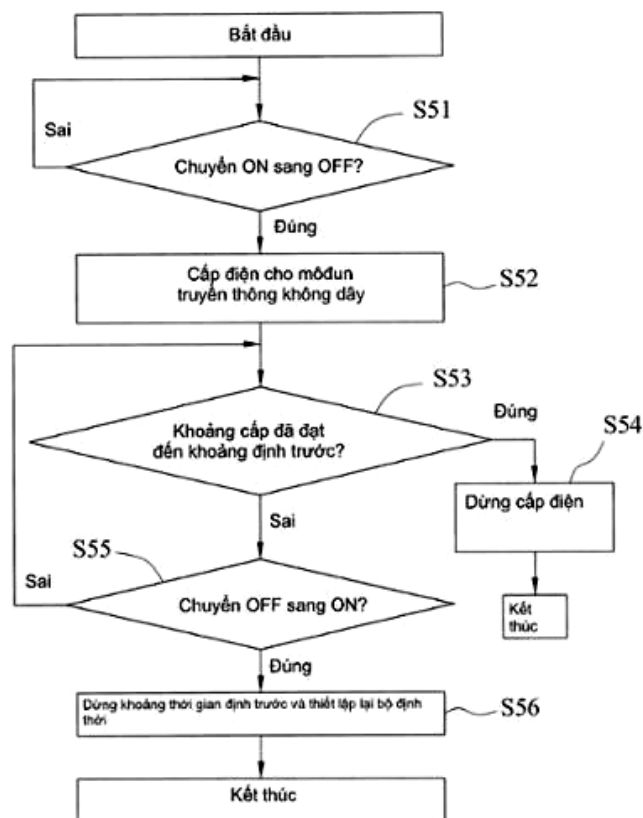 Bắt đầu
S51
Sai
Chuyển ON sang OFF?
Đúng
Cấp điện cho môđun
truyền thông không dây
S52
S53
Khoảng cấp đã đạt
đến khoảng định trước?
Đúng
S54
Dừng cấp điện
Sai
S55
Sai
Chuyển OFF sang ON?
Kết
thúc
Đúng
Dừng khoảng thời gian định trước và thiết lập lại bộ định
thời
S56
Kết thúc